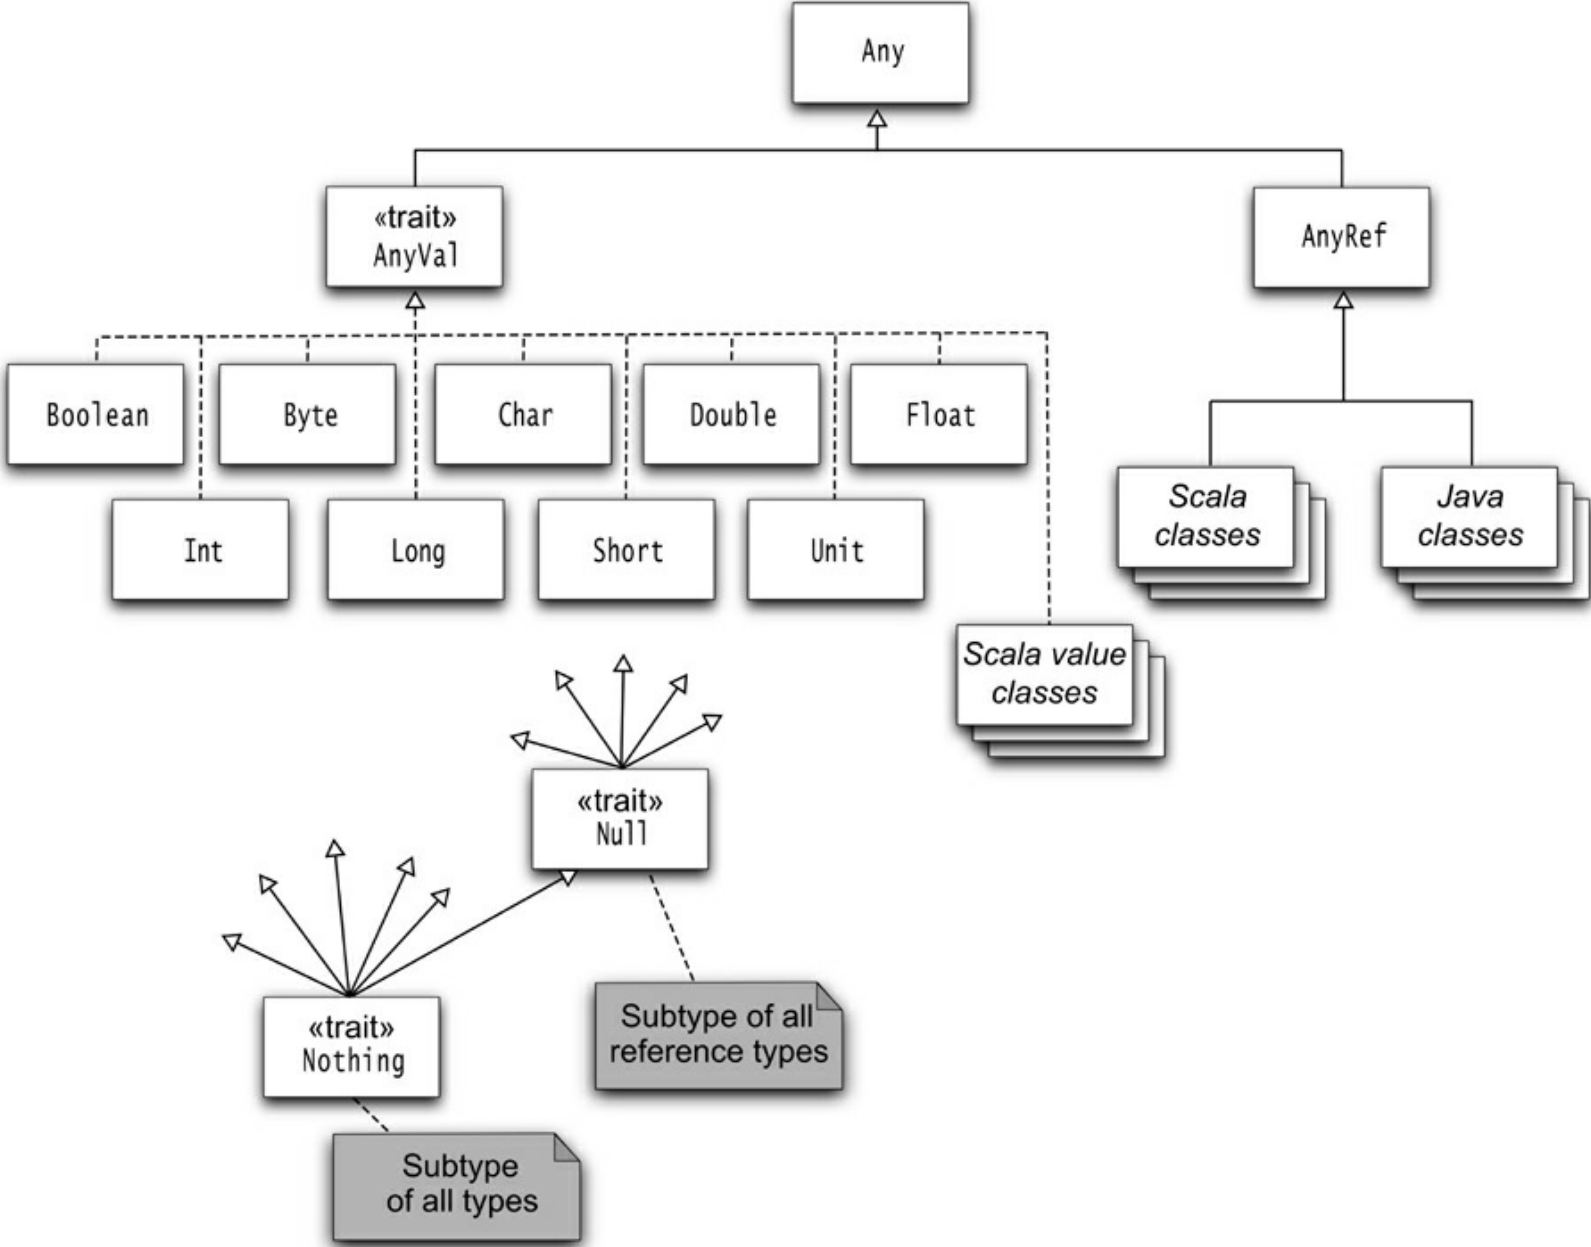 Any
«trait»
AnyVal
AnyRef
Boolean
Byte
Char
Double
Float
Int
Long
Short
Unit
Scala
classes
Java
classes
Scala value
classes
«trait»
Null
«trait»
Nothing
Subtype of all
reference types
Subtype
of all types